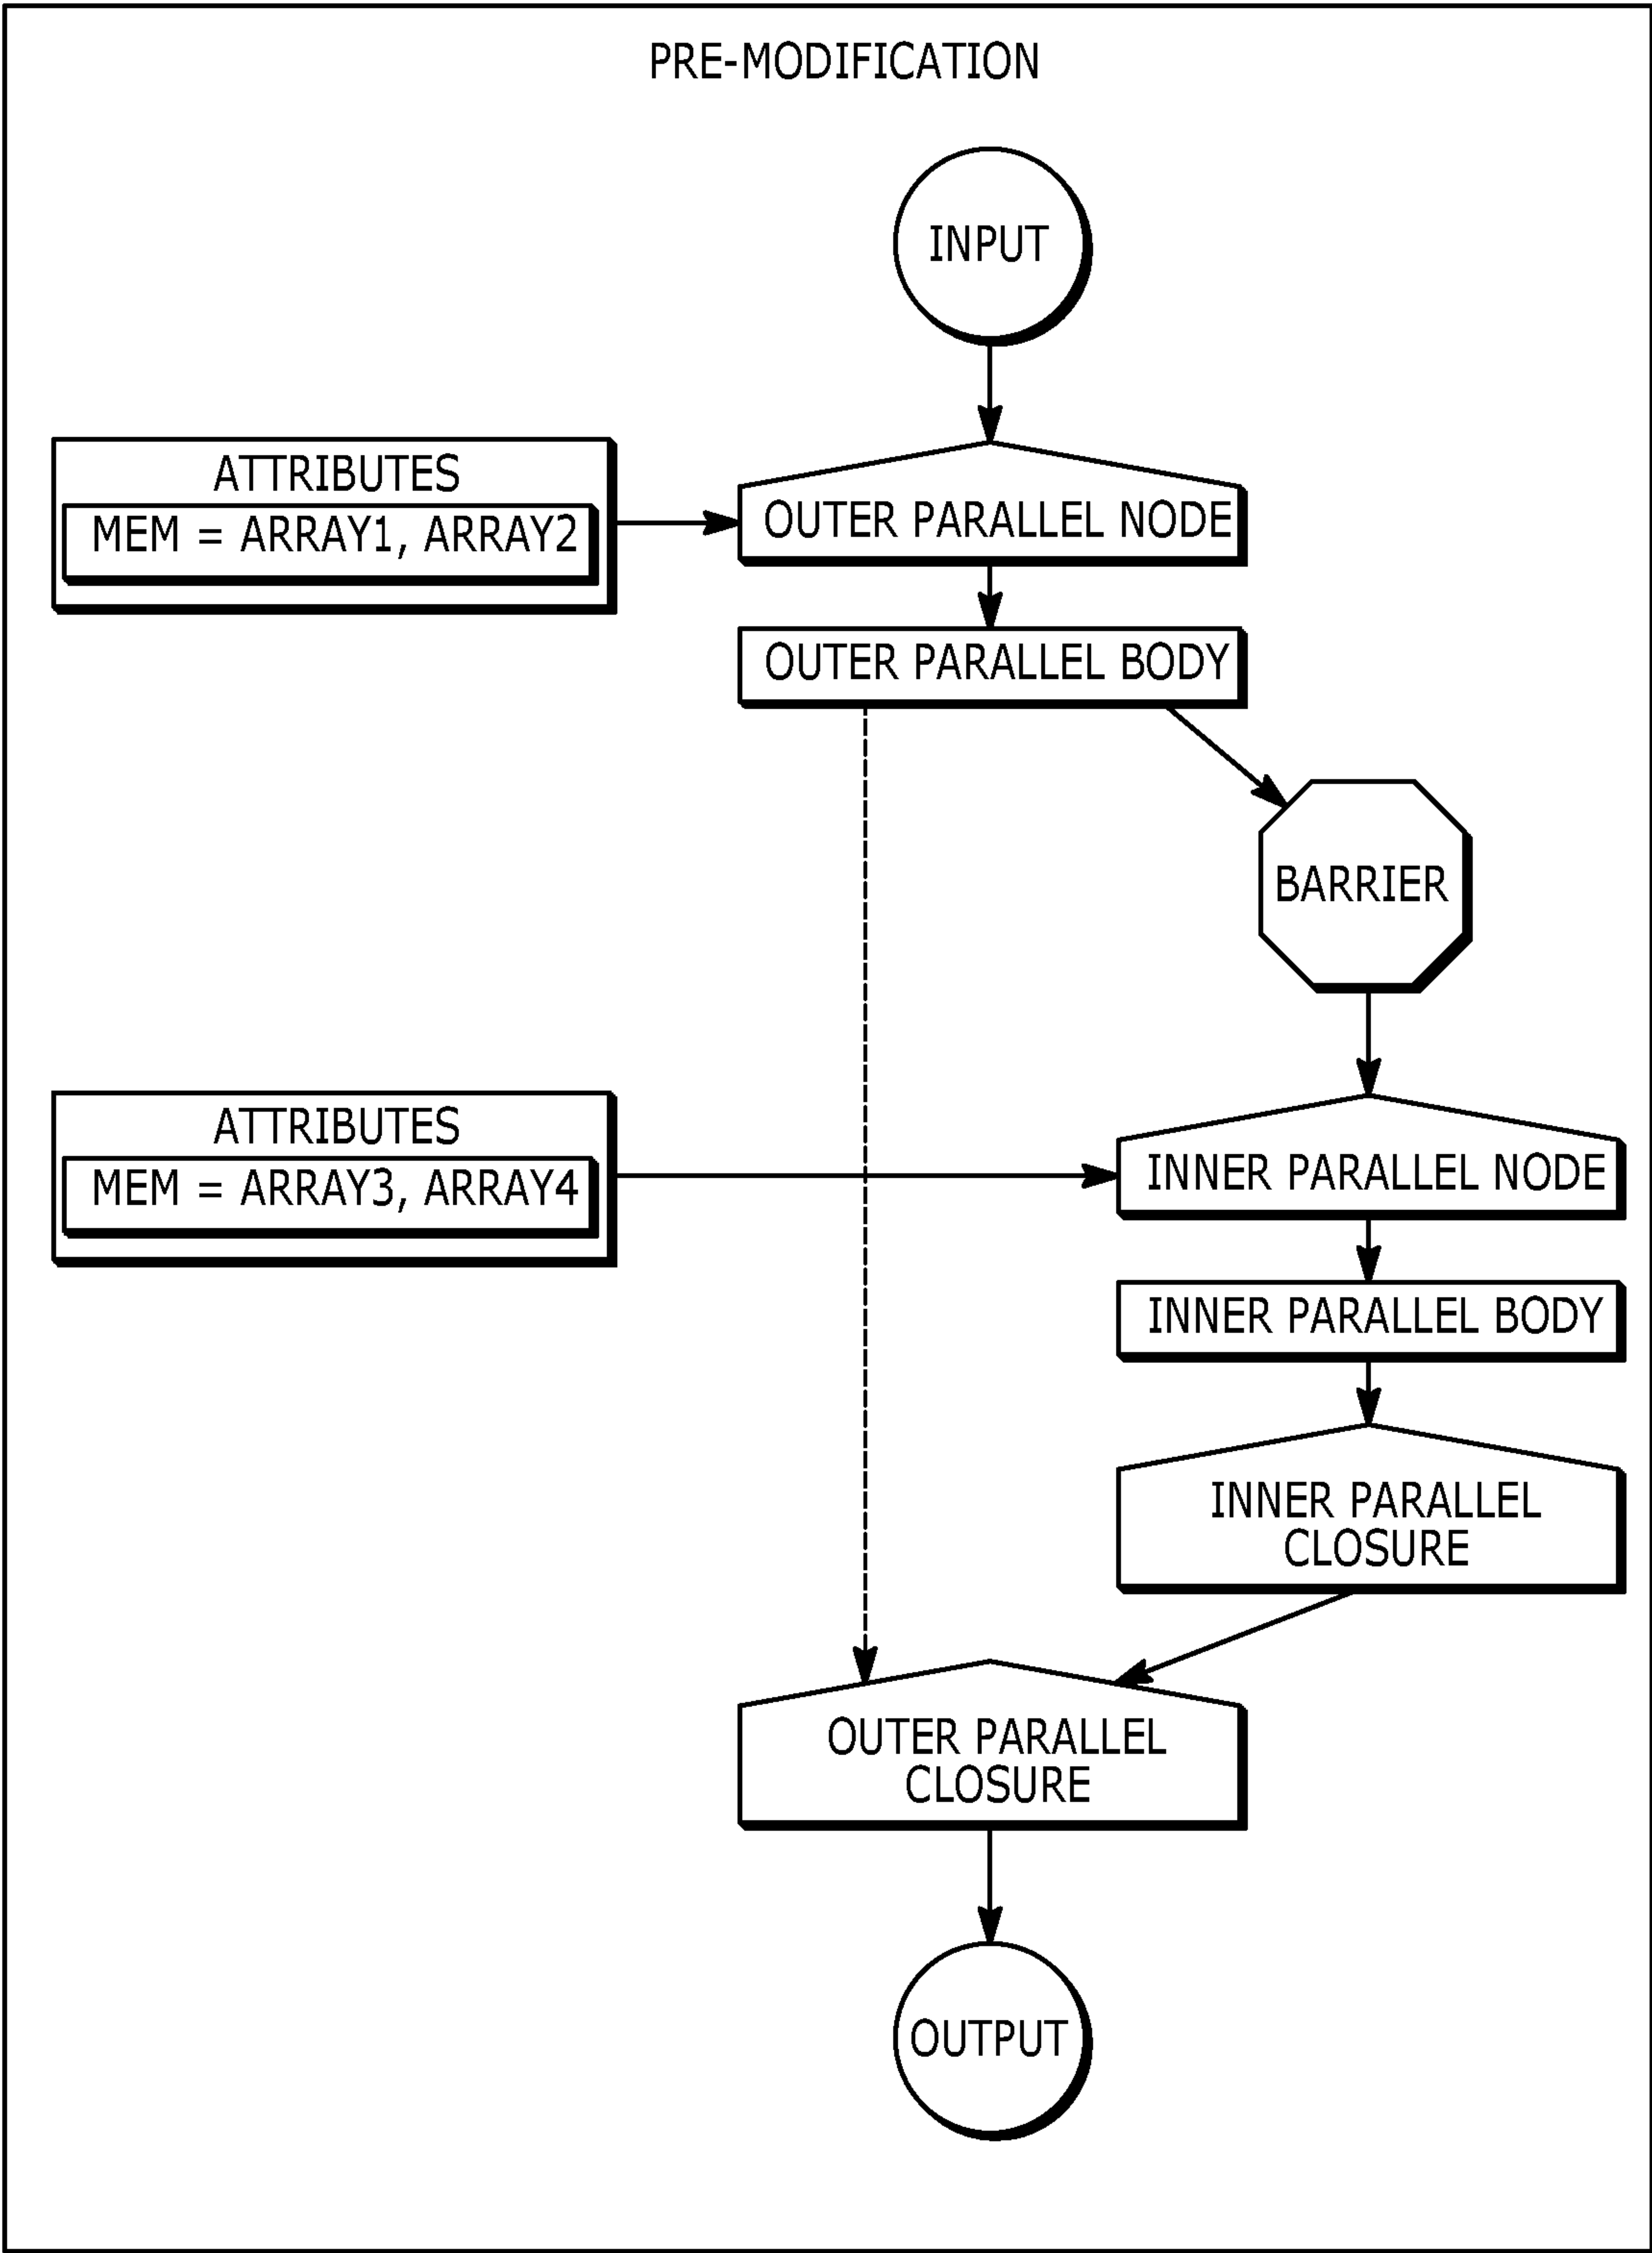 PRE-MODIFICATION
INPUT
ATTRIBUTES
MEM = ARRAY1, ARRAY2
OUTER PARALLEL NODE
OUTER PARALLEL BODY
BARRIER
ATTRIBUTES
MEM = ARRAY3, ARRAY4
INNER PARALLEL NODE
INNER PARALLEL BODY
INNER PARALLEL
CLOSURE
OUTER PARALLEL
CLOSURE
OUTPUT